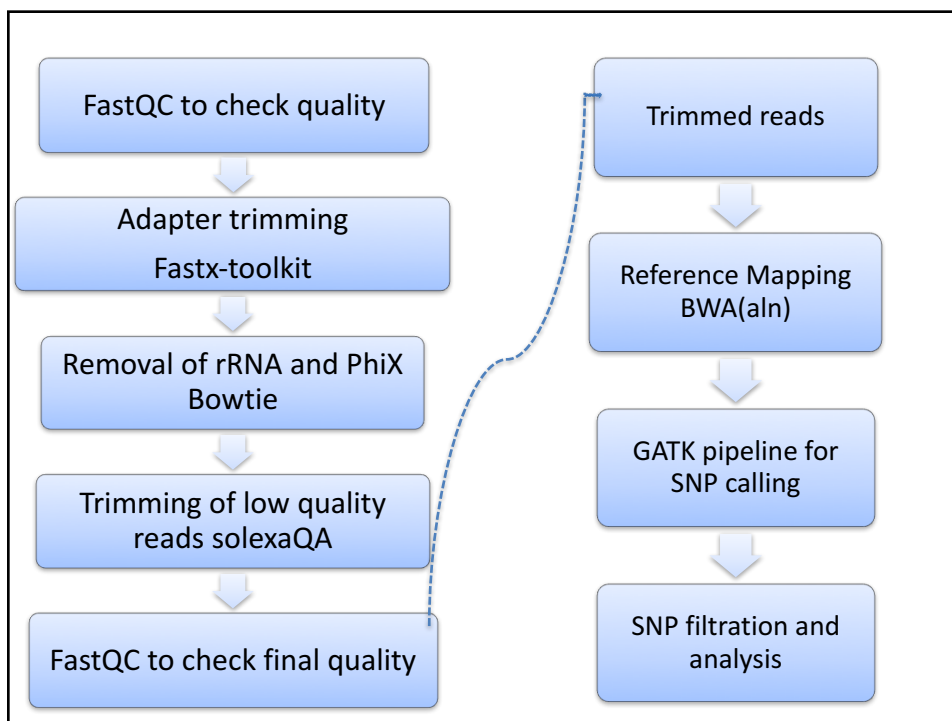 FastQC to check quality
Adapter trimming
Fastx-toolkit
Removal of rRNA and PhiX
Bowtie
Trimming of low quality
reads solexaQA
FastQC to check final quality
Trimmed reads
Reference Mapping
BWA(aln)
GATK pipeline for
SNP calling
SNP filtration and
analysis